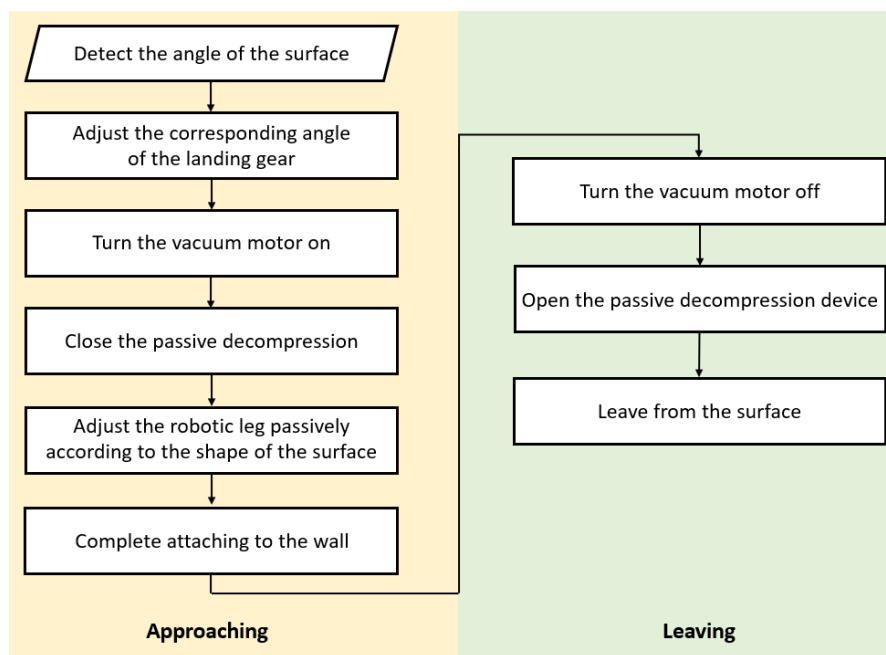 Detect the angle of the surface
Adjust the corresponding angle
of the landing gear
Turn the vacuum motor on
Close the passive decompression
Adjust the robotic leg passively
according to the shape of the surface
Complete attaching to the wall
Approaching
Turn the vacuum motor off
Open the passive decompression device
Leave from the surface
Leaving